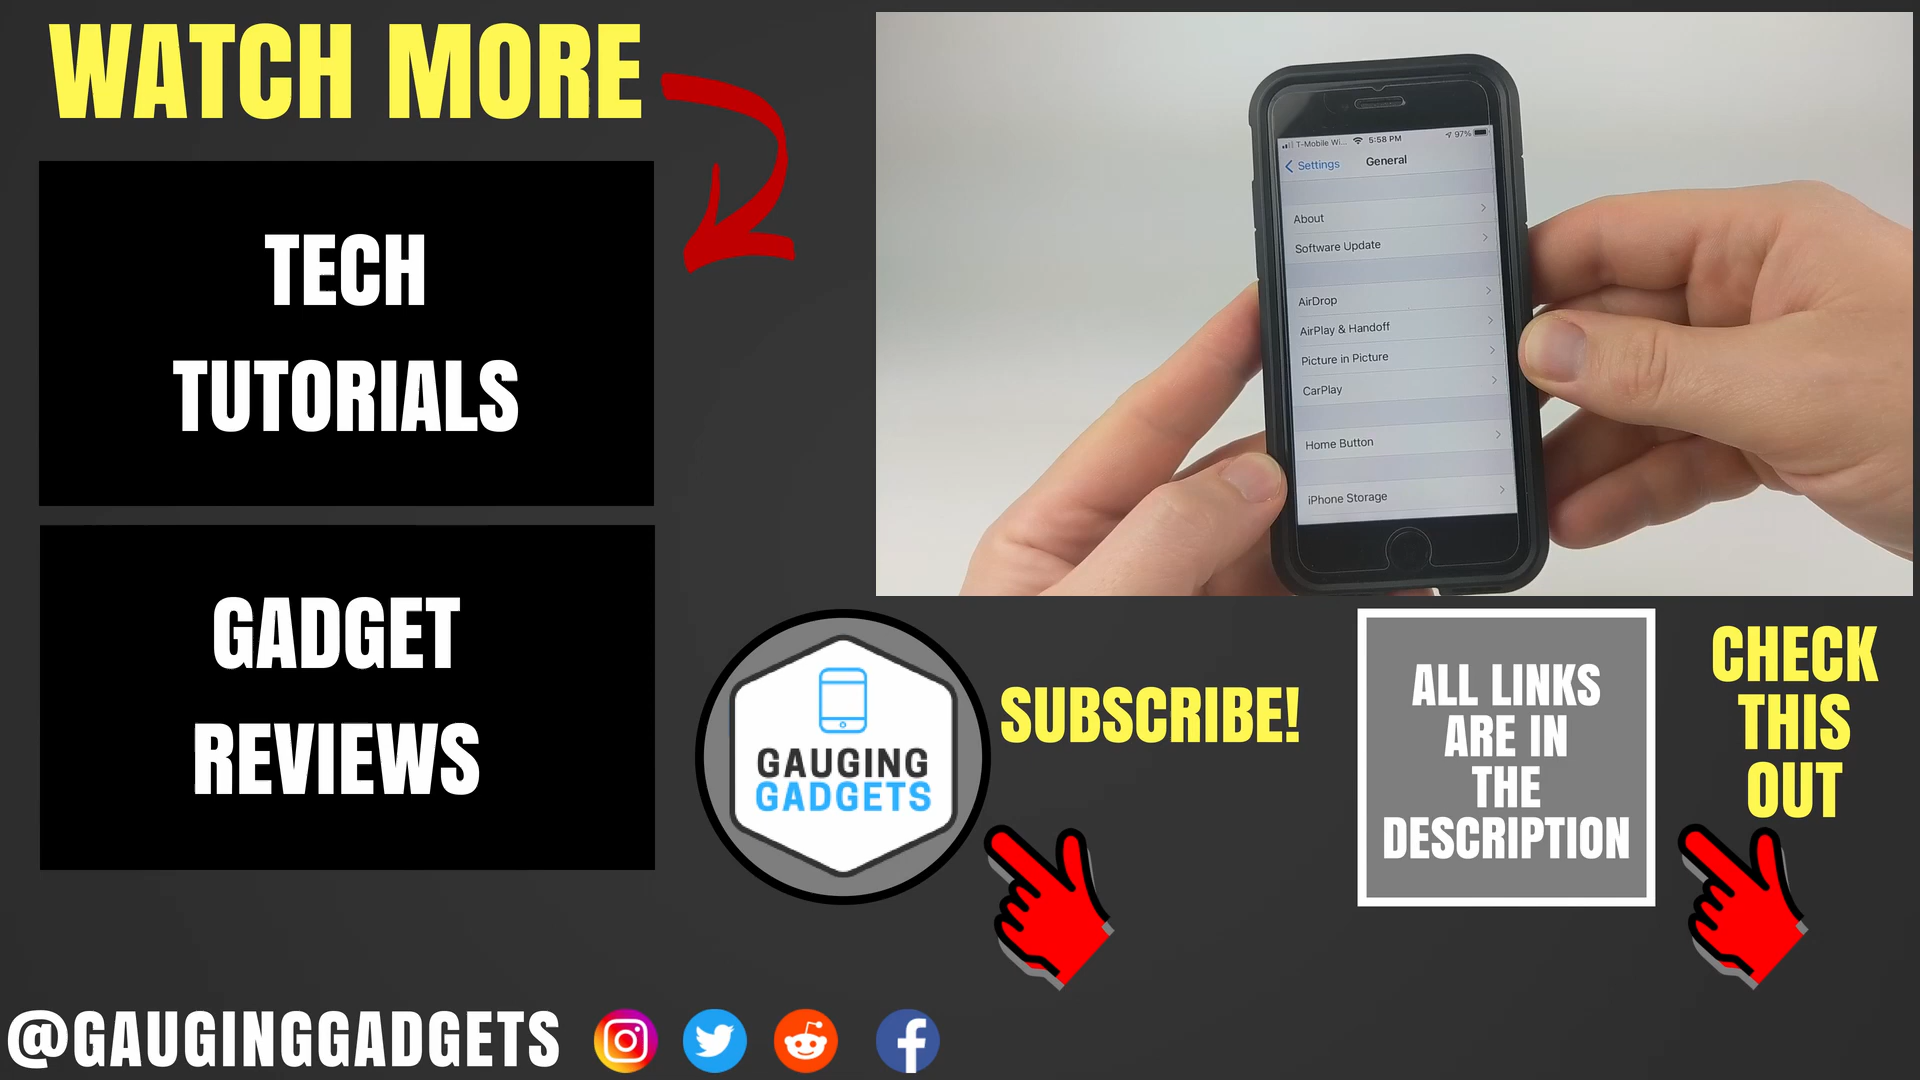 WATCH MORE
TECH
TUTORIALS
GADGET
REVIEWS
T-Mobile Wi... 5:58 PM 97%
Settings General
About
Software Update
AirDrop
AirPlay & Handoff
Picture in Picture
CarPlay
Home Button
iPhone Storage
GAUGING
GADGETS
SUBSCRIBE!
ALL LINKS
ARE IN
THE
DESCRIPTION
CHECK
THIS
OUT
@GAUGINGGADGETS